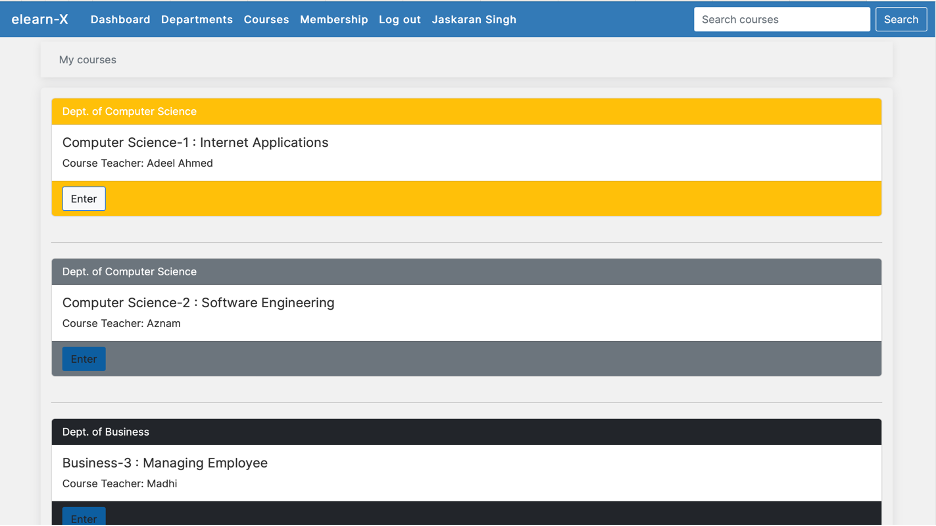 elearn-X Dashboard Departments Courses Membership Log out Jaskaran Singh Search courses Search
My courses
Dept. of Computer Science
Computer Science-1 : Internet Applications
Course Teacher: Adeel Ahmed
Enter
Dept. of Computer Science
Computer Science-2 : Software Engineering
Course Teacher: Aznam
Enter
Dept. of Business
Business-3 : Managing Employee
Course Teacher: Madhi
Enter